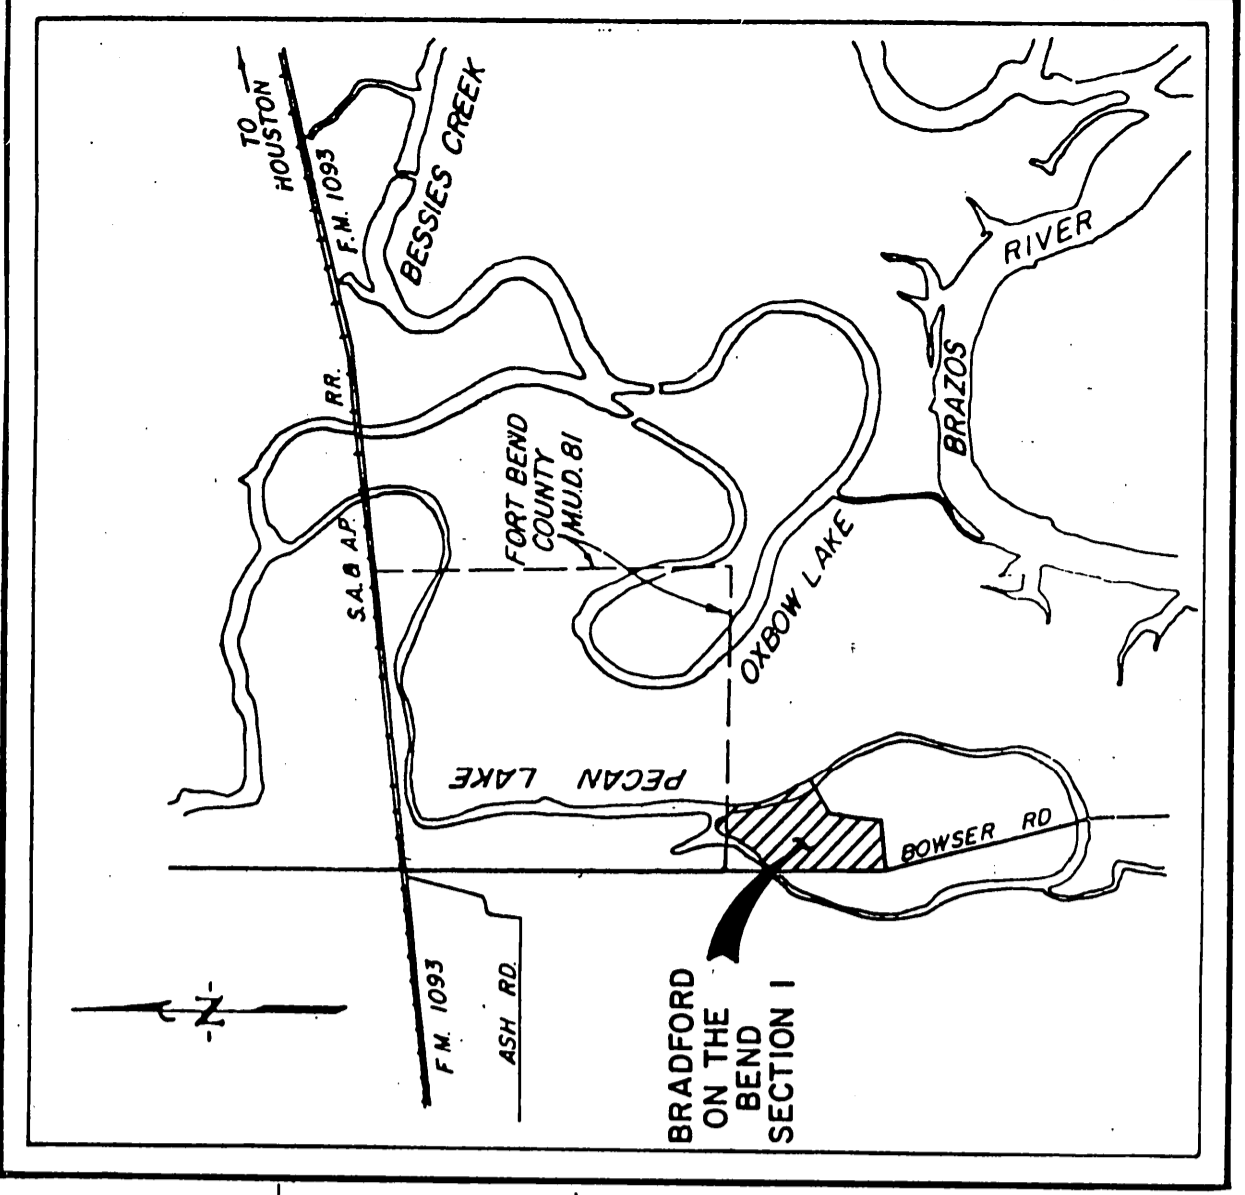 TO
HOUSTON
F.M. 1093
BESSIES CREEK
RR.
S.A. & A.P.
FORT BEND
COUNTY
M.U.D. 81
RIVER
BRAZOS
OXBOW LAKE
PECAN LAKE
BOWSER RD
N
F.M. 1093
ASH RD.
BRADFORD
ON THE
BEND
SECTION I